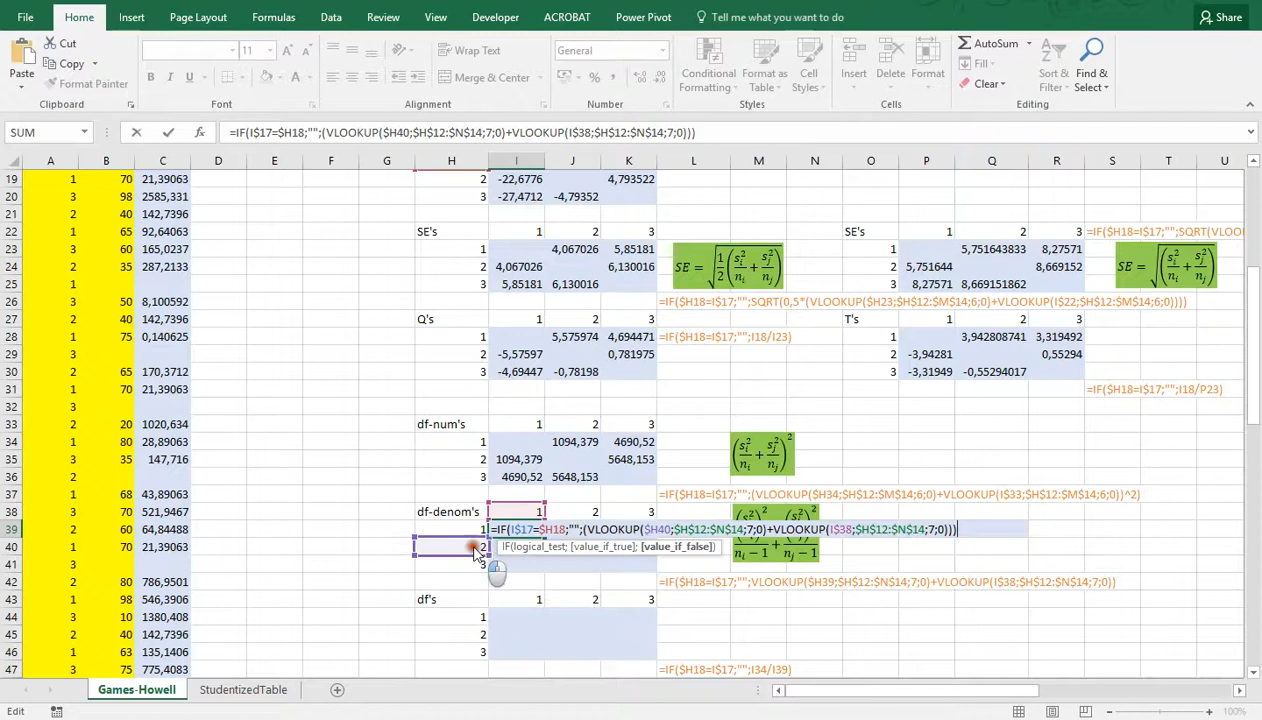 File Home Insert Page Layout Formulas Data Review View Developer ACROBAT Power Pivot Tell me what you want to do Share
Paste Cut Copy Format Painter 11 B I U A Wrap Text Merge & Center General % Conditional Formatting Format as Table Cell Styles Insert Delete Format AutoSum Fill Clear Sort & Filter Find & Select
Clipboard Font Alignment Number Styles Cells Editing
SUM fx =IF(I$17=$H18;"";(VLOOKUP($H40;$H$12:$N$14;7;0)+VLOOKUP(I$38;$H$12:$N$14;7;0)))
A B C D E F G H I J K L M N O P Q R S T U
19 1 70 21,39063 2 -22,6776 4,793522
20 3 98 2585,331 3 -27,4712 -4,79352
21 2 40 142,7396
22 1 65 92,64063 SE's 1 2 3 SE's 1 2 3 =IF($H18=I$17;"";SQRT(VLOO
23 3 60 165,0237 1 4,067026 5,85181 1 5,751643833 8,27571
24 2 35 287,2133 2 4,067026 6,130016 2 5,751644 8,669152
25 1 3 5,85181 6,130016 3 8,27571 8,669151862
26 3 50 8,100592 =IF($H18=I$17;"";SQRT(0,5*(VLOOKUP($H23;$H$12:$M$14;6;0)+VLOOKUP(I$22;$H$12:$M$14;6;0))))
27 2 40 142,7396 Q's 1 2 3 T's 1 2 3
28 1 75 0,140625 1 5,575974 4,694471 =IF($H18=I$17;"";I18/I23) 1 3,942808741 3,319492
29 3 2 -5,57597 0,781975 2 -3,94281 0,55294
30 2 65 170,3712 3 -4,69447 -0,78198 3 -3,31949 -0,55294017
31 1 70 21,39063 =IF($H18=I$17;"";I18/P23)
32 3
33 2 20 1020,634 df-num's 1 2 3
34 1 80 28,89063 1 1094,379 4690,52
35 3 35 147,716 2 1094,379 5648,153
36 2 3 4690,52 5648,153
37 1 68 43,89063 =IF($H18=I$17;"";(VLOOKUP($H34;$H$12:$M$14;6;0)+VLOOKUP($I$33;$H$12:$M$14;6;0))^2)
38 3 70 521,9467 df-denom's 1 2 3
39 2 60 64,84488 1 =IF(I$17=$H18;"";(VLOOKUP($H40;$H$12:$N$14;7;0)+VLOOKUP(I$38;$H$12:$N$14;7;0)))
40 1 70 21,39063 2 IF(logical_test; [value_if_true]; [value_if_false])
41 3 3
42 2 80 786,9501 =IF($H18=I$17;"";VLOOKUP($H39;$H$12:$N$14;7;0)+VLOOKUP(I$38;$H$12:$N$14;7;0))
43 1 98 546,3906 df's 1 2 3
44 3 10 1380,408 1
45 2 40 142,7396 2
46 1 63 135,1406 3
47 3 75 775,4083 =IF($H18=I$17;"";I34/I39)
Games-Howell StudentizedTable
Edit 100%